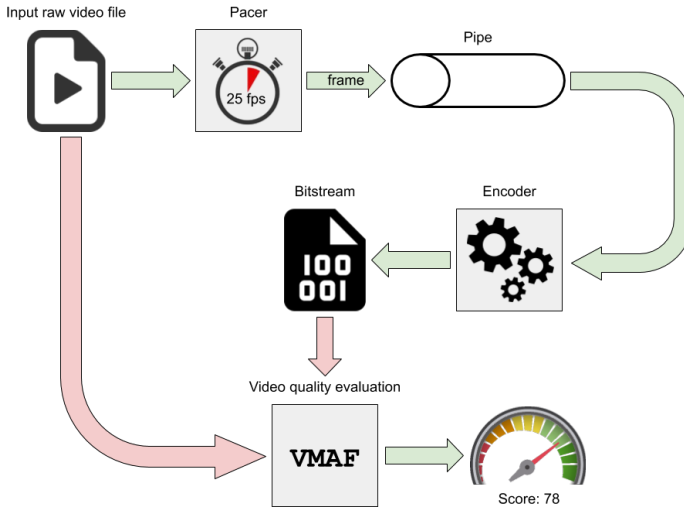 Input raw video file
Pacer
Pipe
25 fps
frame
Bitstream
Encoder
100
001
Video quality evaluation
VMAF
Score: 78